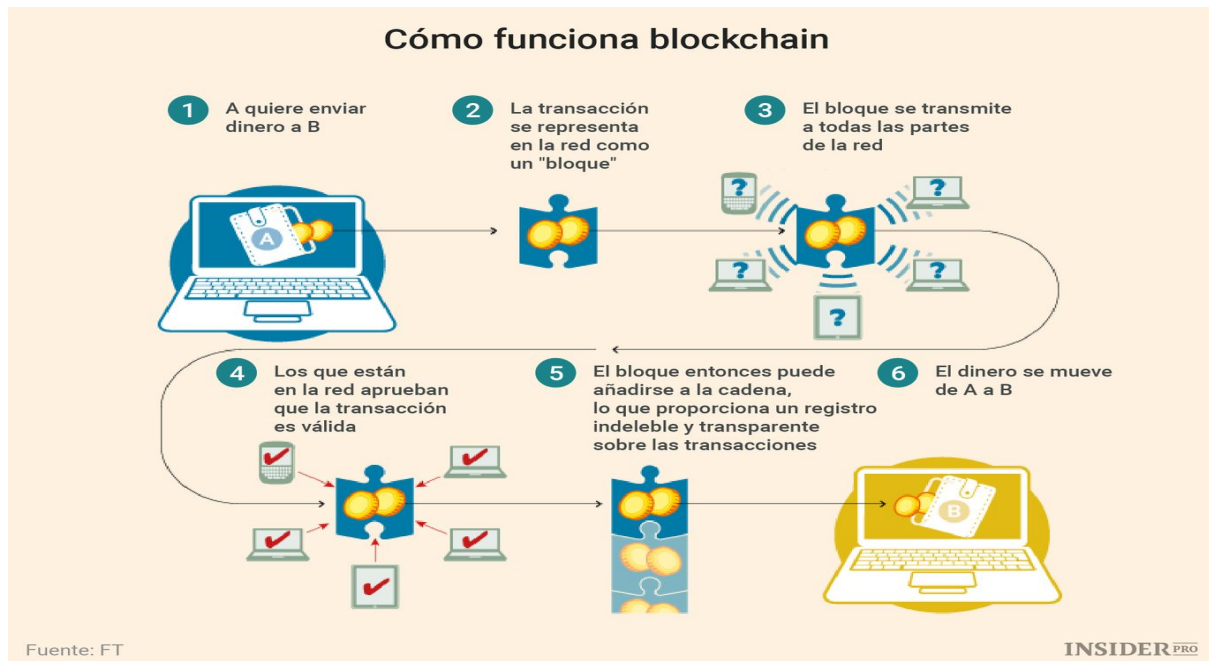 Cómo funciona blockchain
1
A quiere enviar
dinero a B
2
La transacción
se representa
en la red como
un "bloque"
3
El bloque se transmite
a todas las partes
de la red
A
?
?
?
?
?
4
Los que están
en la red aprueban
que la transacción
es válida
5
El bloque entonces puede
añadirse a la cadena,
lo que proporciona un registro
indeleble y transparente
sobre las transacciones
6
El dinero se mueve
de A a B
B
Fuente: FT
INSIDER PRO